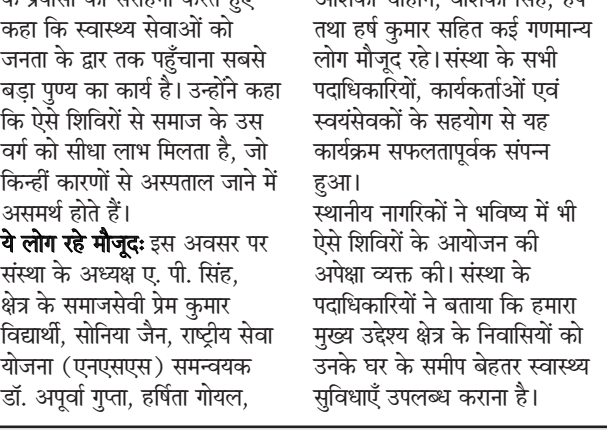 के प्रयासों की सराहना करते हुए
कहा कि स्वास्थ्य सेवाओं को
जनता के द्वार तक पहुँचाना सबसे
बड़ा पुण्य का कार्य है। उन्होंने कहा
कि ऐसे शिविरों से समाज के उस
वर्ग को सीधा लाभ मिलता है, जो
किन्हीं कारणों से अस्पताल जाने में
असमर्थ होते हैं।
ये लोग रहे मौजूदः इस अवसर पर
संस्था के अध्यक्ष ए. पी. सिंह,
क्षेत्र के समाजसेवी प्रेम कुमार
विद्यार्थी, सोनिया जैन, राष्ट्रीय सेवा
योजना (एनएसएस) समन्वयक
डॉ. अपूर्वा गुप्ता, हर्षिता गोयल,
सिंह, हर्ष
तथा हर्ष कुमार सहित कई गणमान्य
लोग मौजूद रहे। संस्था के सभी
पदाधिकारियों, कार्यकर्ताओं एवं
स्वयंसेवकों के सहयोग से यह
कार्यक्रम सफलतापूर्वक संपन्न
हुआ।
स्थानीय नागरिकों ने भविष्य में भी
ऐसे शिविरों के आयोजन की
अपेक्षा व्यक्त की। संस्था के
पदाधिकारियों ने बताया कि हमारा
मुख्य उद्देश्य क्षेत्र के निवासियों को
उनके घर के समीप बेहतर स्वास्थ्य
सुविधाएँ उपलब्ध कराना है।